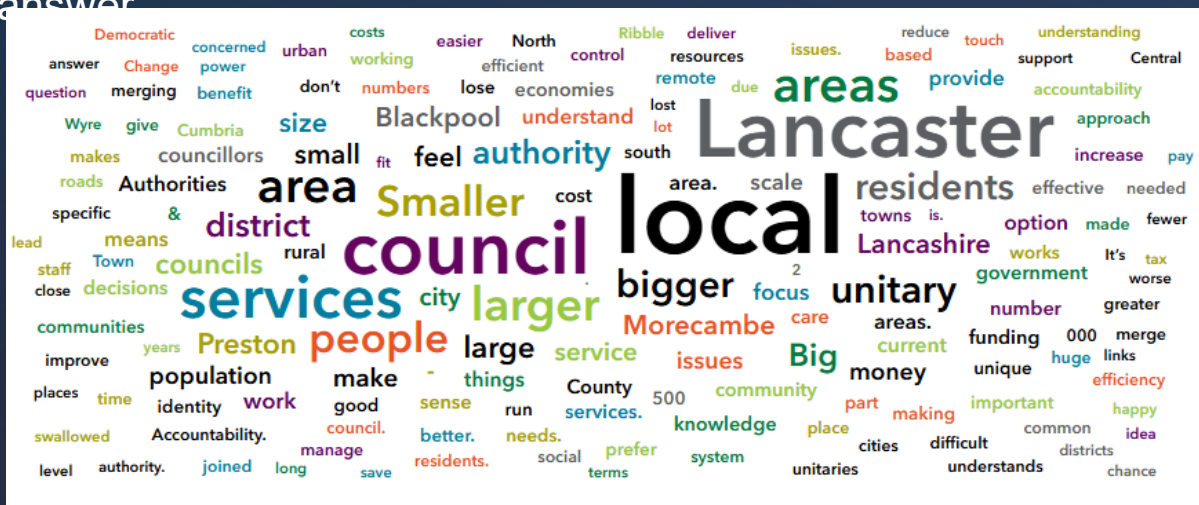 answer
Democratic concerned urban costs easier North Ribble deliver issues. reduce touch understanding
answer Change power working efficient control resources based support Central
question merging benefit don't numbers lose economies remote due areas provide accountability
Wyre give Cumbria size Blackpool understand lost lot Lancaster approach
makes councillors small fit feel authority south increase pay
roads Authorities area Smaller cost area. scale residents effective needed
specific & district council local towns is. option made fewer
lead means rural Lancashire works It's tax
staff Town councils 2 government worse
close decisions services city larger bigger focus unitary number greater
communities years Preston people large service Morecambe care areas. current funding 000 merge
improve population make - things issues Big money unique huge links efficiency
places time identity work good sense run County services. 500 community part making important happy
swallowed Accountability. council. better. needs. knowledge place cities difficult common idea
level authority. joined long manage save residents. social terms prefer system unitaries understands districts chance